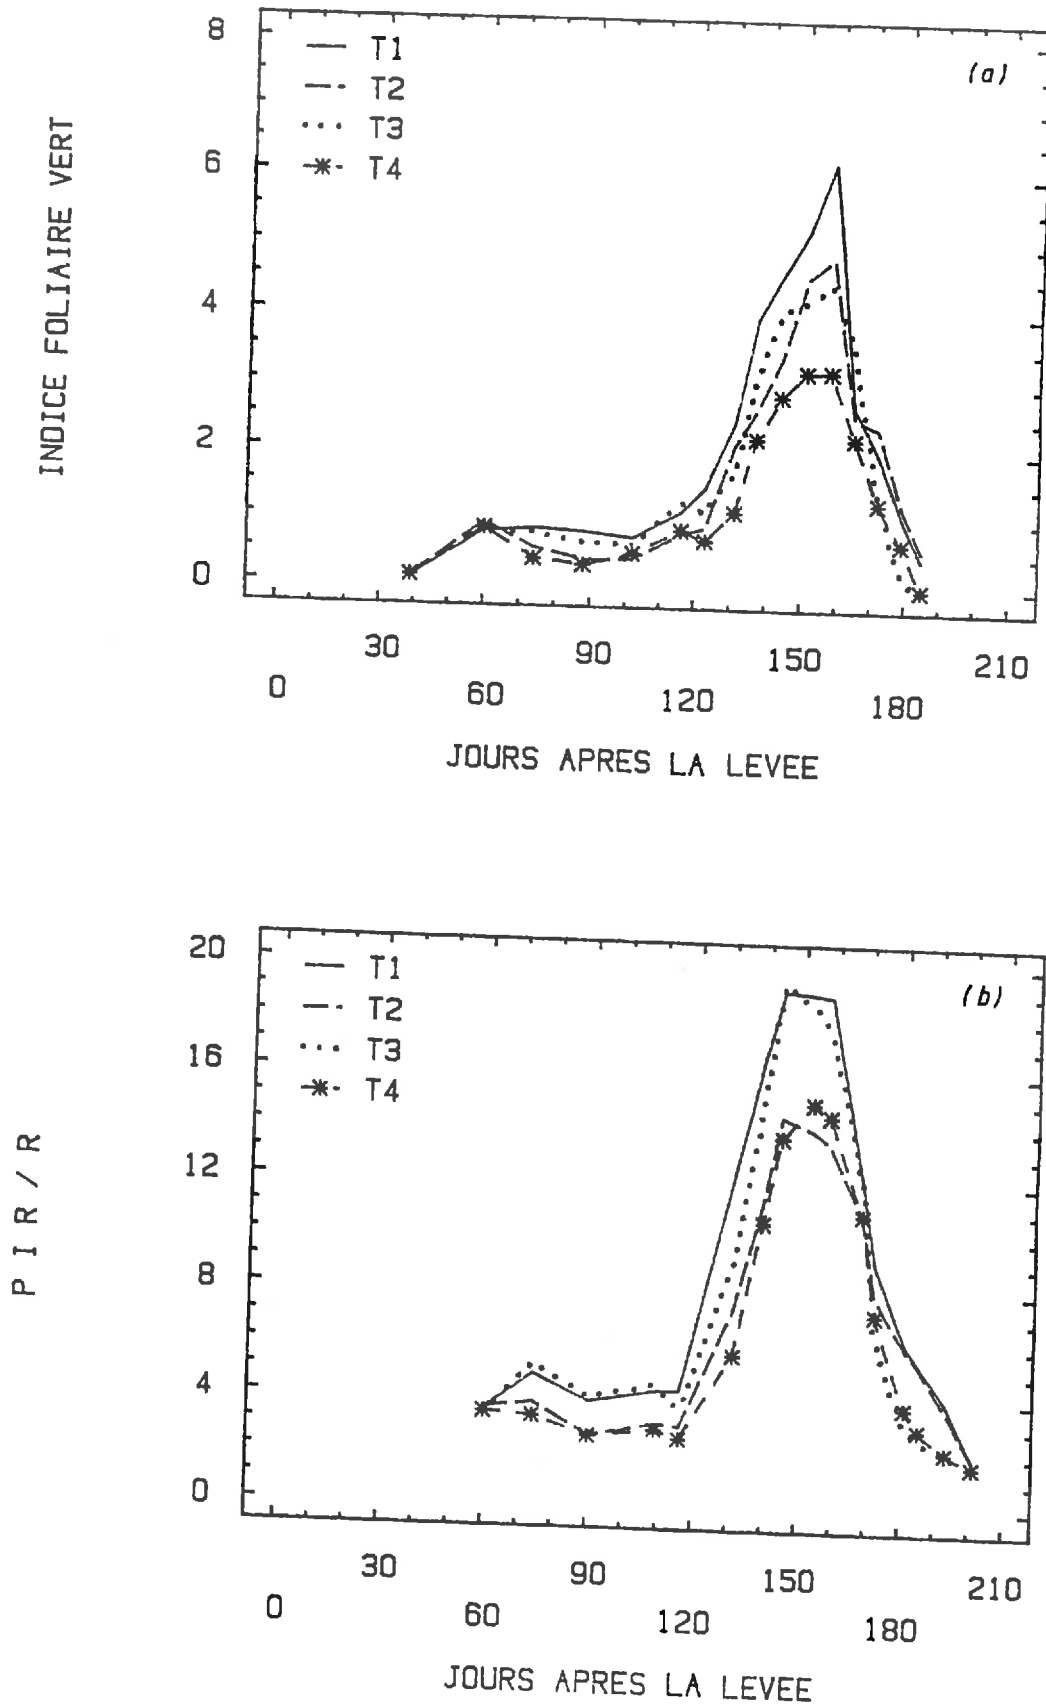 8
6
4
2
0
INDICE FOLIAIRE VERT
T1
T2
T3
T4
(a)
30 90 150 210
0 60 120 180
JOURS APRES LA LEVEE
20
16
12
8
4
0
PIR/R
T1
T2
T3
T4
(b)
30 90 150 210
0 60 120 180
JOURS APRES LA LEVEE